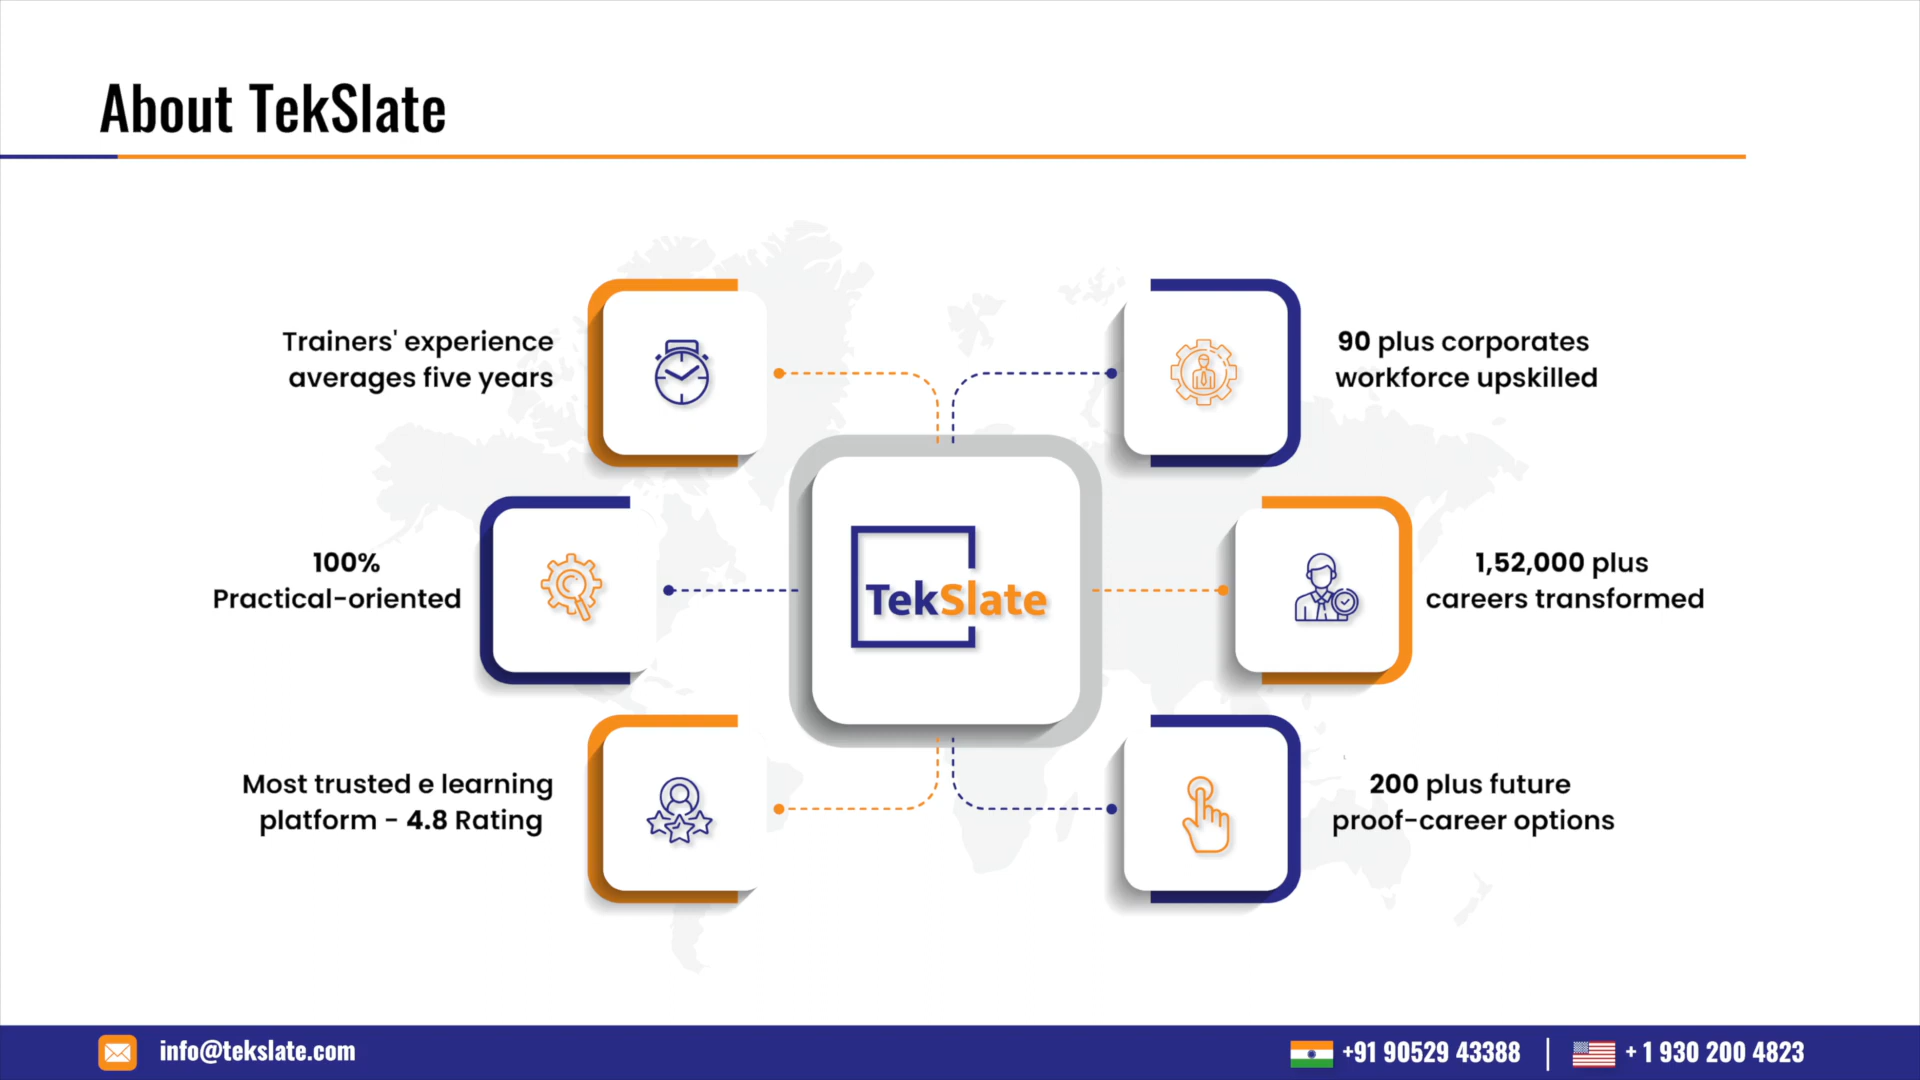 About TekSlate
Trainers' experience
averages five years
90 plus corporates
workforce upskilled
100%
Practical-oriented
TekSlate
1,52,000 plus
careers transformed
Most trusted e learning
platform - 4.8 Rating
200 plus future
proof-career options
info@tekslate.com
+91 90529 43388 | + 1 930 200 4823